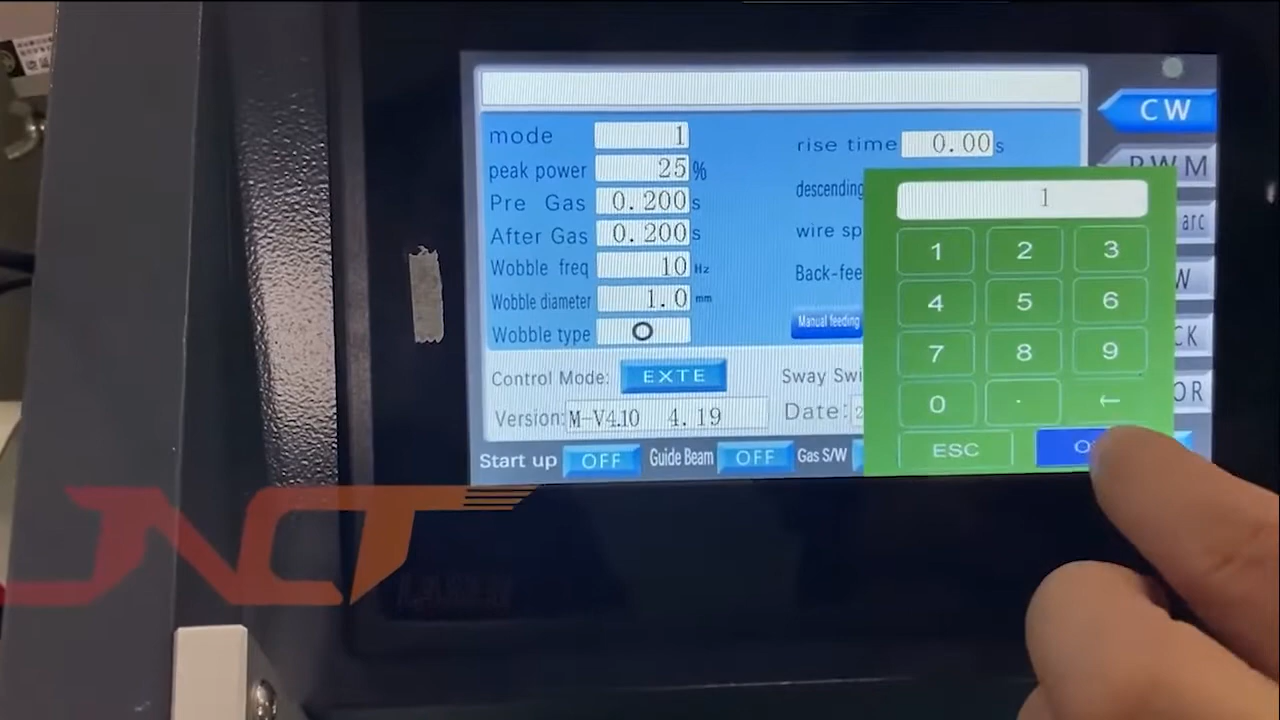 mode 1
peak power 25 %
Pre Gas 0.200 s
After Gas 0.200 s
Wobble freq 10 Hz
Wobble diameter 1.0 mm
Wobble type
Control Mode: EXTE
Version: M-V4.10 4.19
Start up OFF Guide Beam OFF Gas S/W
rise time 0.00 s
descending
wire sp
Back-fee
Manual feeding
Sway Swi
Date: 2
1
1 2 3
4 5 6
7 8 9
0 . ←
ESC
CW
PWM
arc
W
CK
OR
JNCT